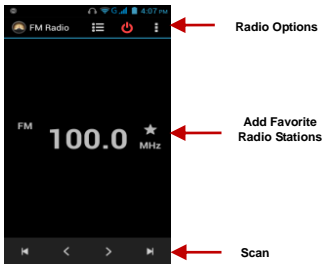 G 4:07 PM
FM Radio
Radio Options
FM
100.0
MHz
Add Favorite
Radio Stations
Scan